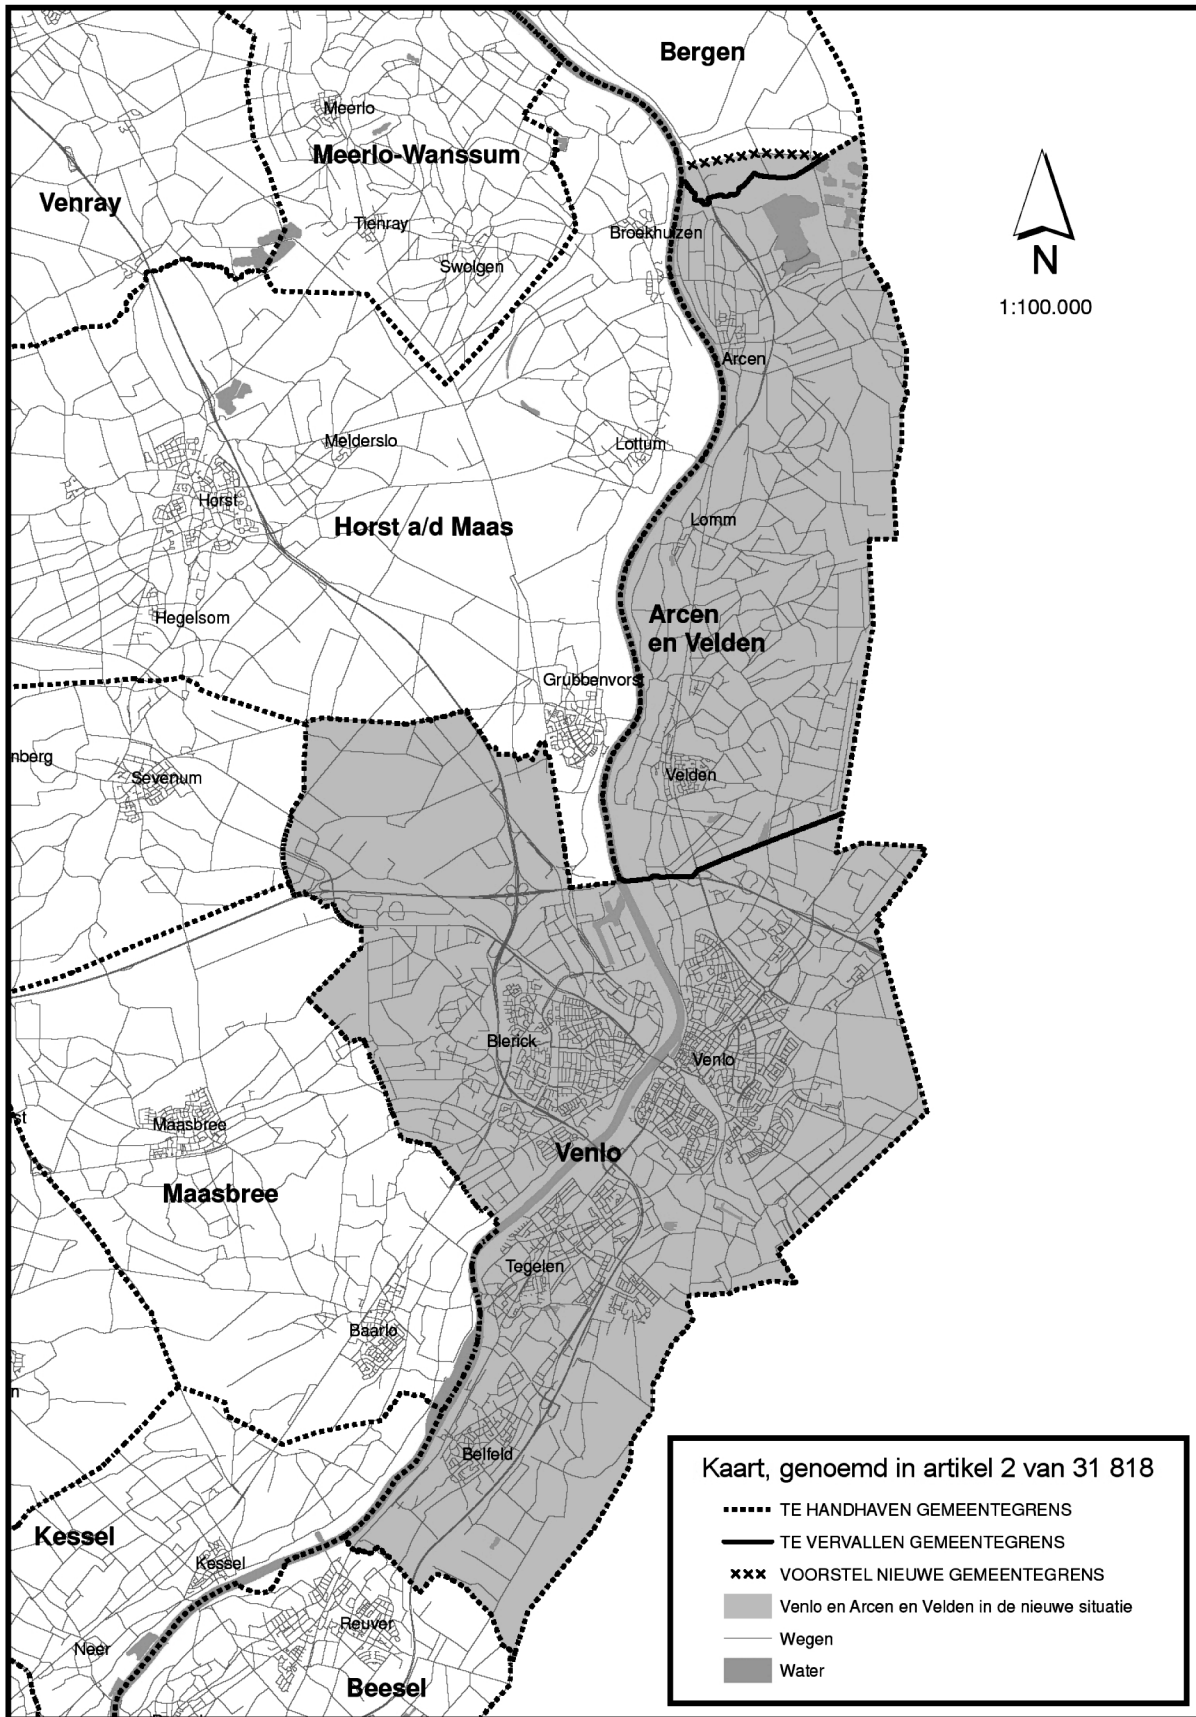 Bergen
Meerlo
Meerlo-Wanssum
Venray
Tienray
Broekhuizen
Swolgen
N
1:100.000
Arcen
Melderslo
Lottum
Horst
Lomm
Horst a/d Maas
Hegelsom
Arcen
en Velden
Grubbenvorst
nberg
Sevenum
Velden
Blerick
Venlo
st
Maasbree
Venlo
Maasbree
Tegelen
Baarlo
n
Belfeld
Kessel
Kessel
Reuver
Neer
Beesel
Kaart, genoemd in artikel 2 van 31 818
TE HANDHAVEN GEMEENTEGRENS
TE VERVALLEN GEMEENTEGRENS
VOORSTEL NIEUWE GEMEENTEGRENS
Venlo en Arcen en Velden in de nieuwe situatie
Wegen
Water